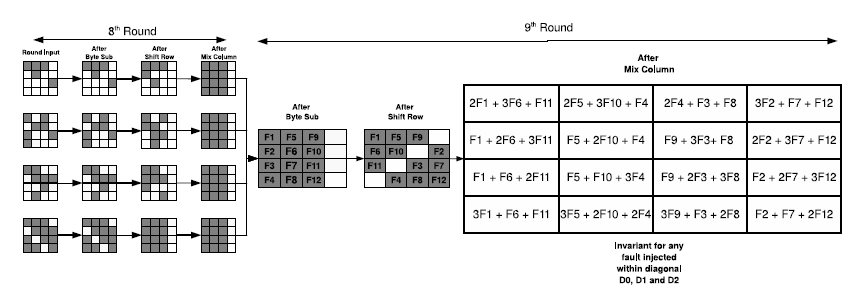 8th Round
9th Round
Round Input
After
Byte Sub
After
Shift Row
After
Mix Column
After
Byte Sub
F1 F5 F9
F2 F6 F10
F3 F7 F11
F4 F8 F12
After
Shift Row
F1 F5 F9
F6 F10 F2
F11 F3 F7
F4 F8 F12
After
Mix Column
2F1 + 3F6 + F11 2F5 + 3F10 + F4 2F4 + F3 + F8 3F2 + F7 + F12
F1 + 2F6 + 3F11 F5 + 2F10 + F4 F9 + 3F3+ F8 2F2 + 3F7 + F12
F1 + F6 + 2F11 F5 + F10 + 3F4 F9 + 2F3 + 3F8 F2 + 2F7 + 3F12
3F1 + F6 + F11 3F5 + 2F10 + 2F4 3F9 + F3 + 2F8 F2 + F7 + 2F12
Invariant for any
fault injected
within diagonal
D0, D1 and D2